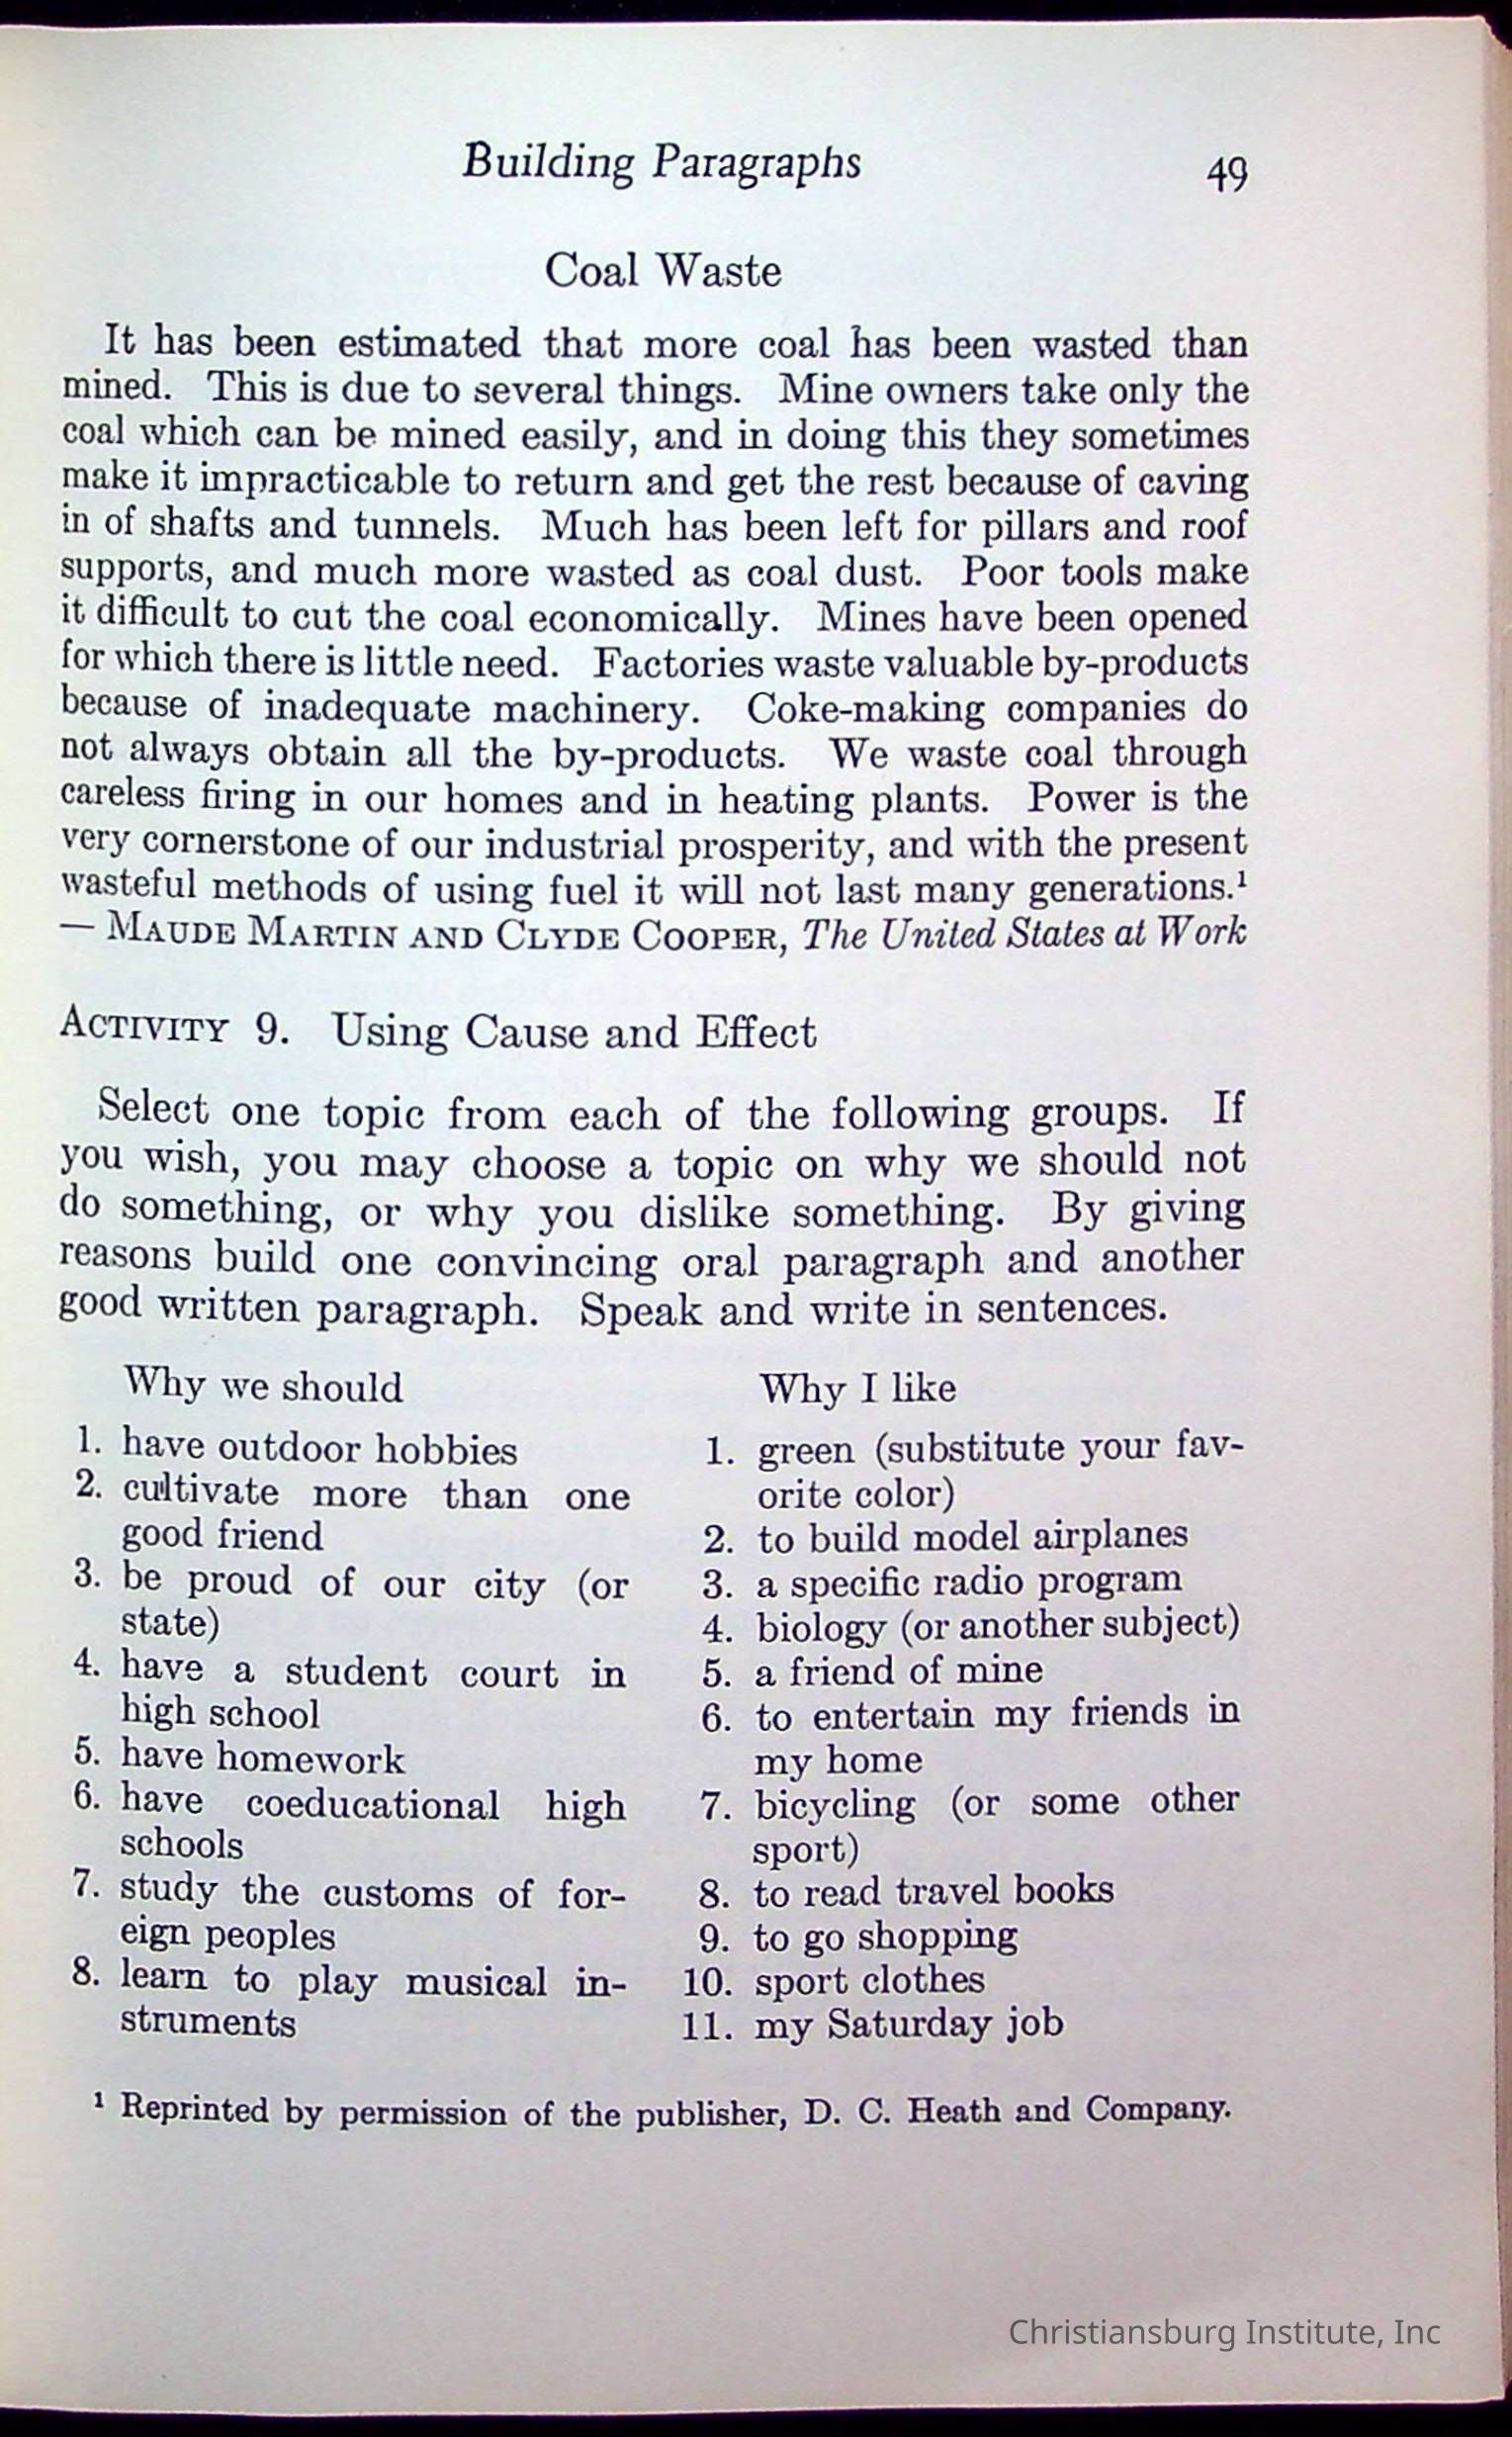 Building Paragraphs 49
Coal Waste
It has been estimated that more coal has been wasted than
mined. This is due to several things. Mine owners take only the
coal which can be mined easily, and in doing this they sometimes
make it impracticable to return and get the rest because of caving
in of shafts and tunnels. Much has been left for pillars and roof
supports, and much more wasted as coal dust. Poor tools make
it difficult to cut the coal economically. Mines have been opened
for which there is little need. Factories waste valuable by-products
because of inadequate machinery. Coke-making companies do
not always obtain all the by-products. We waste coal through
careless firing in our homes and in heating plants. Power is the
very cornerstone of our industrial prosperity, and with the present
wasteful methods of using fuel it will not last many generations.¹
— MAUDE MARTIN AND CLYDE COOPER, The United States at Work
ACTIVITY 9. Using Cause and Effect
Select one topic from each of the following groups. If
you wish, you may choose a topic on why we should not
do something, or why you dislike something. By giving
reasons build one convincing oral paragraph and another
good written paragraph. Speak and write in sentences.
Why we should
1. have outdoor hobbies
2. cultivate more than one
good friend
3. be proud of our city (or
state)
4. have a student court in
high school
5. have homework
6. have coeducational high
schools
7. study the customs of for-
eign peoples
8. learn to play musical in-
struments
Why I like
1. green (substitute your fav-
orite color)
2. to build model airplanes
3. a specific radio program
4. biology (or another subject)
5. a friend of mine
6. to entertain my friends in
my home
7. bicycling (or some other
sport)
8. to read travel books
9. to go shopping
10. sport clothes
11. my Saturday job
¹ Reprinted by permission of the publisher, D. C. Heath and Company.
Christiansburg Institute, Inc